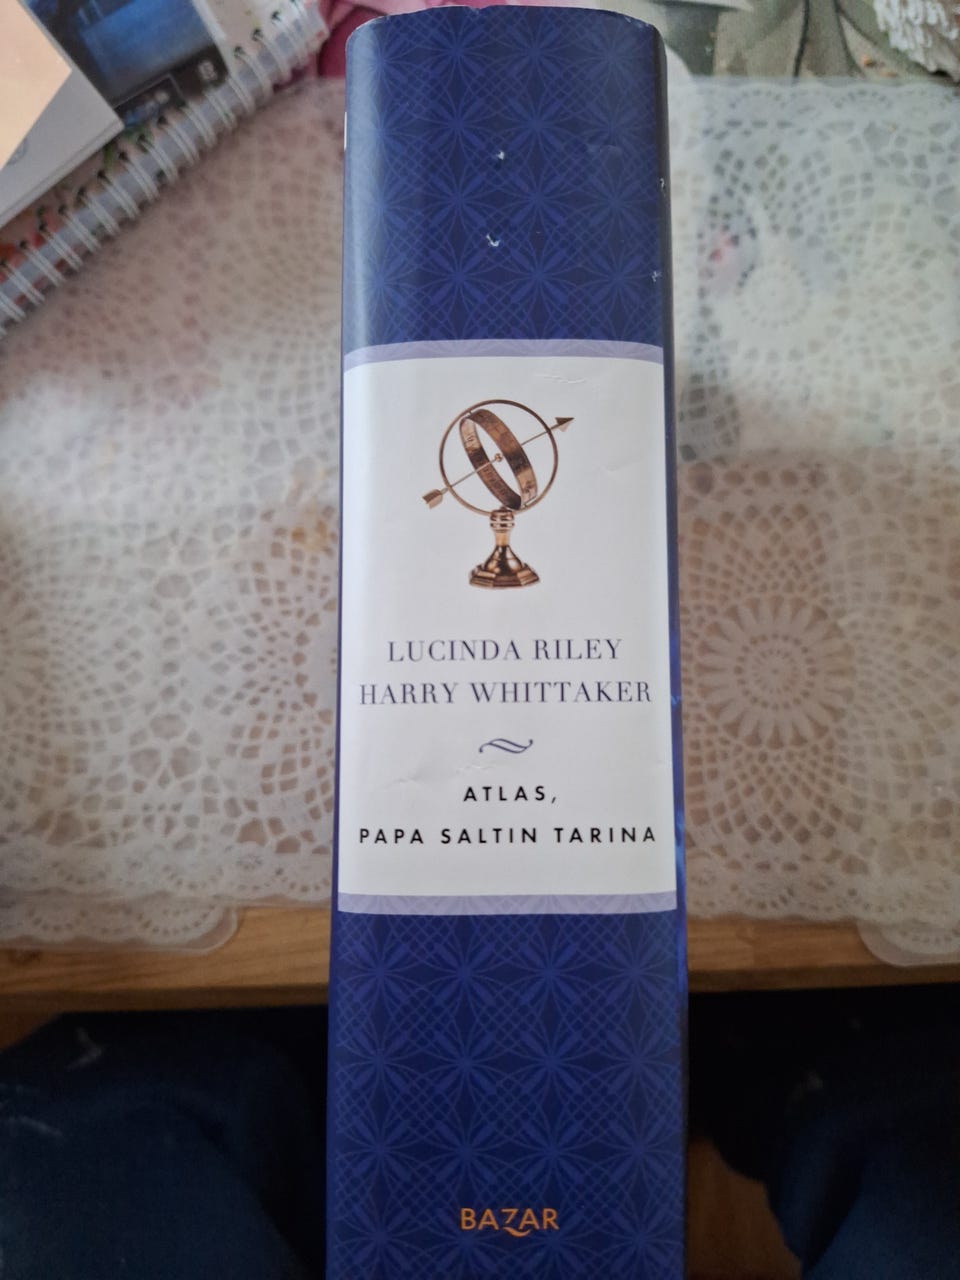 LUCINDA RILEY
HARRY WHITTAKER
ATLAS,
PAPA SALTIN TARINA
BAZAR